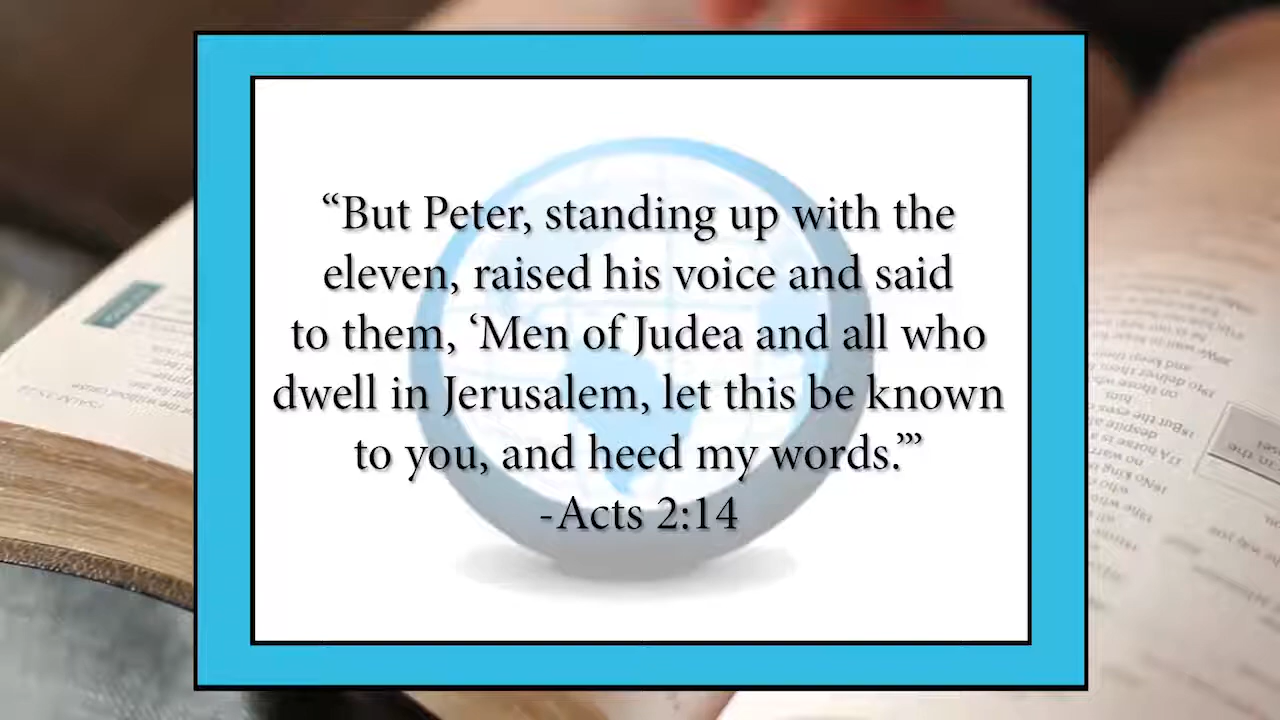 “But Peter, standing up with the
eleven, raised his voice and said
to them, ‘Men of Judea and all who
dwell in Jerusalem, let this be known
to you, and heed my words.’”
-Acts 2:14